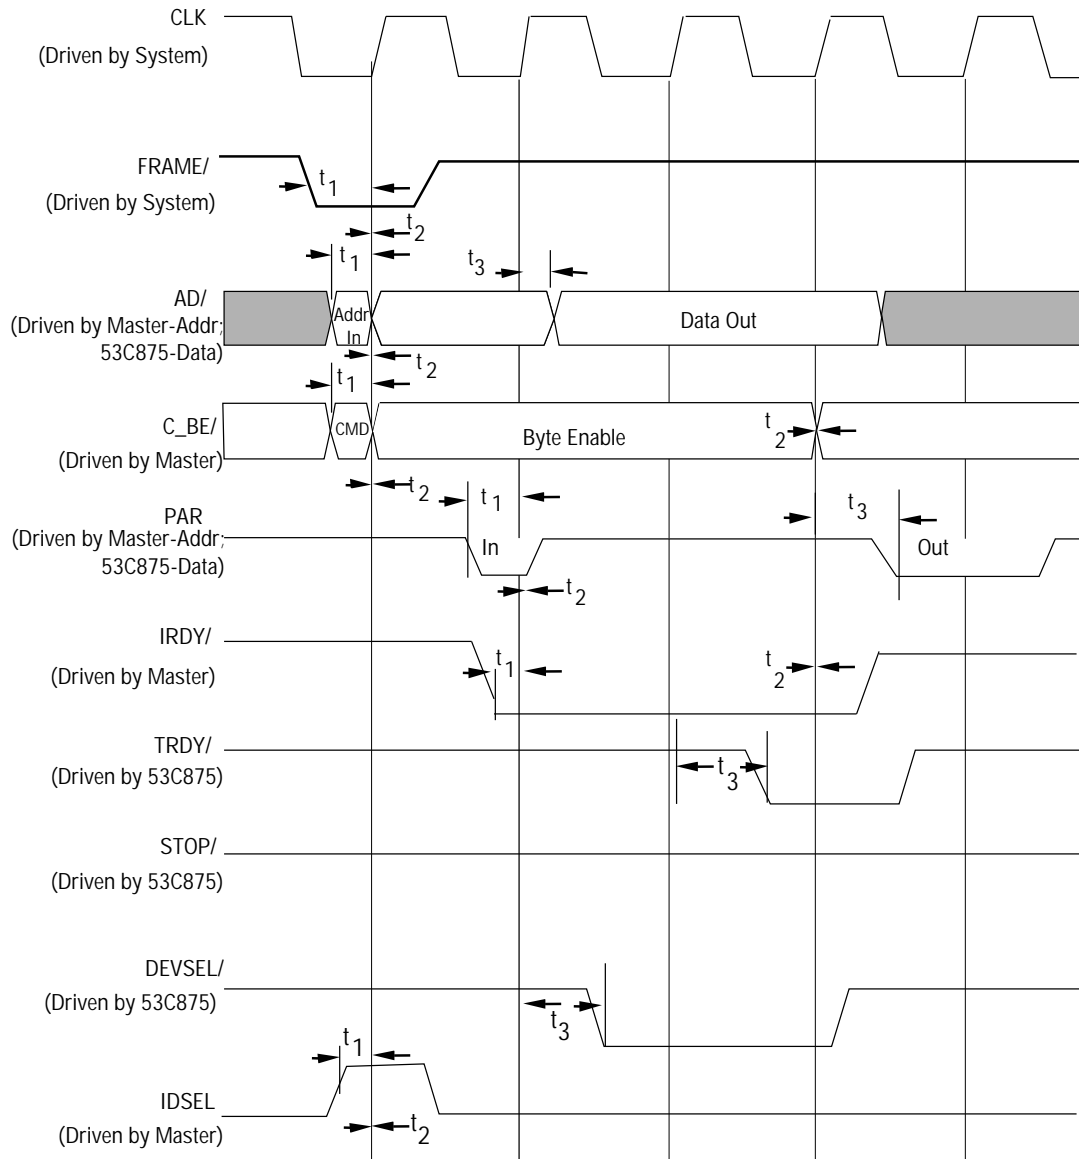 CLK
(Driven by System)
FRAME/
(Driven by System)
t1
t2
t1
t3
AD/
(Driven by Master-Addr;
53C875-Data)
Addr
In
Data Out
t2
t1
C_BE/
(Driven by Master)
CMD
Byte Enable
t2
t2
t1
t3
PAR
(Driven by Master-Addr;
53C875-Data)
In
Out
t2
IRDY/
(Driven by Master)
t1
t2
TRDY/
(Driven by 53C875)
t3
STOP/
(Driven by 53C875)
DEVSEL/
(Driven by 53C875)
t3
t1
IDSEL
(Driven by Master)
t2